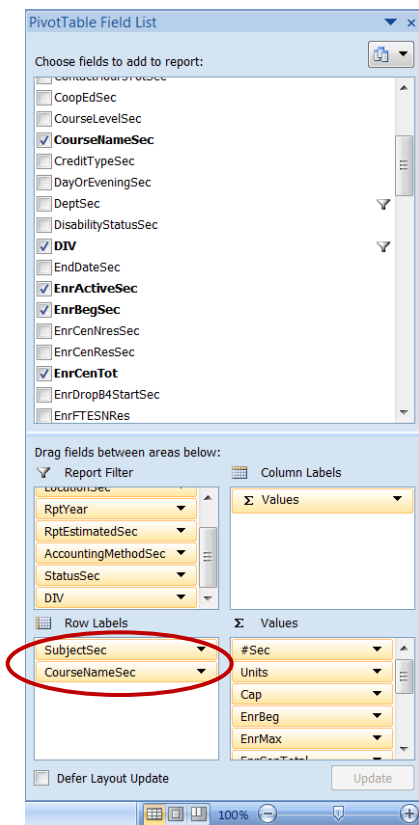 PivotTable Field List
Choose fields to add to report:
ContactHoursTotSec
CoopEdSec
CourseLevelSec
CourseNameSec
CreditTypeSec
DayOrEveningSec
DeptSec
DisabilityStatusSec
DIV
EndDateSec
EnrActiveSec
EnrBegSec
EnrCenNresSec
EnrCenResSec
EnrCenTot
EnrDropB4StartSec
EnrFTESNRes
Drag fields between areas below:
Report Filter
Column Labels
LocationSec
RptYear
RptEstimatedSec
AccountingMethodSec
StatusSec
DIV
Σ Values
Row Labels
Σ Values
SubjectSec
CourseNameSec
#Sec
Units
Cap
EnrBeg
EnrMax
EnrCenTotal
Defer Layout Update
Update
100%